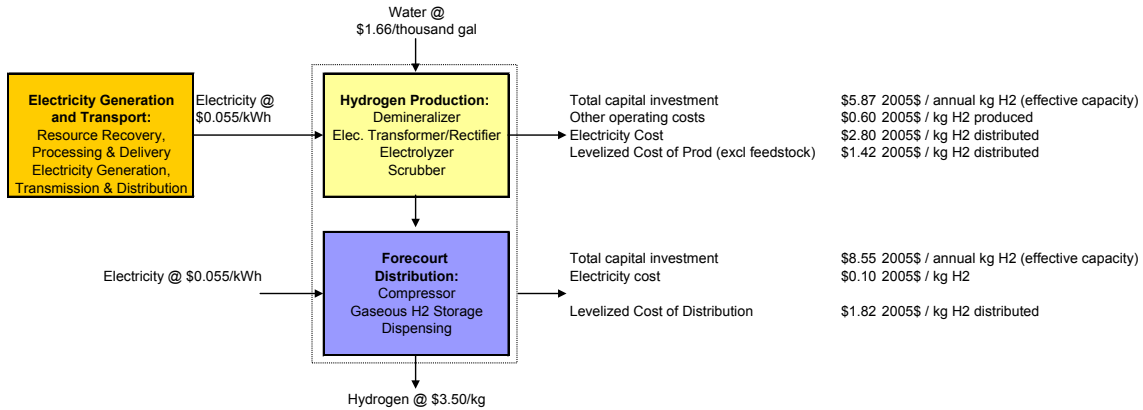 Water @
$1.66/thousand gal
Electricity Generation
and Transport:
Resource Recovery,
Processing & Delivery
Electricity Generation,
Transmission & Distribution
Electricity @
$0.055/kWh
Hydrogen Production:
Demineralizer
Elec. Transformer/Rectifier
Electrolyzer
Scrubber
Total capital investment $5.87 2005$ / annual kg H2 (effective capacity)
Other operating costs $0.60 2005$ / kg H2 produced
Electricity Cost $2.80 2005$ / kg H2 distributed
Levelized Cost of Prod (excl feedstock) $1.42 2005$ / kg H2 distributed
Electricity @ $0.055/kWh
Forecourt
Distribution:
Compressor
Gaseous H2 Storage
Dispensing
Total capital investment $8.55 2005$ / annual kg H2 (effective capacity)
Electricity cost $0.10 2005$ / kg H2
Levelized Cost of Distribution $1.82 2005$ / kg H2 distributed
Hydrogen @ $3.50/kg